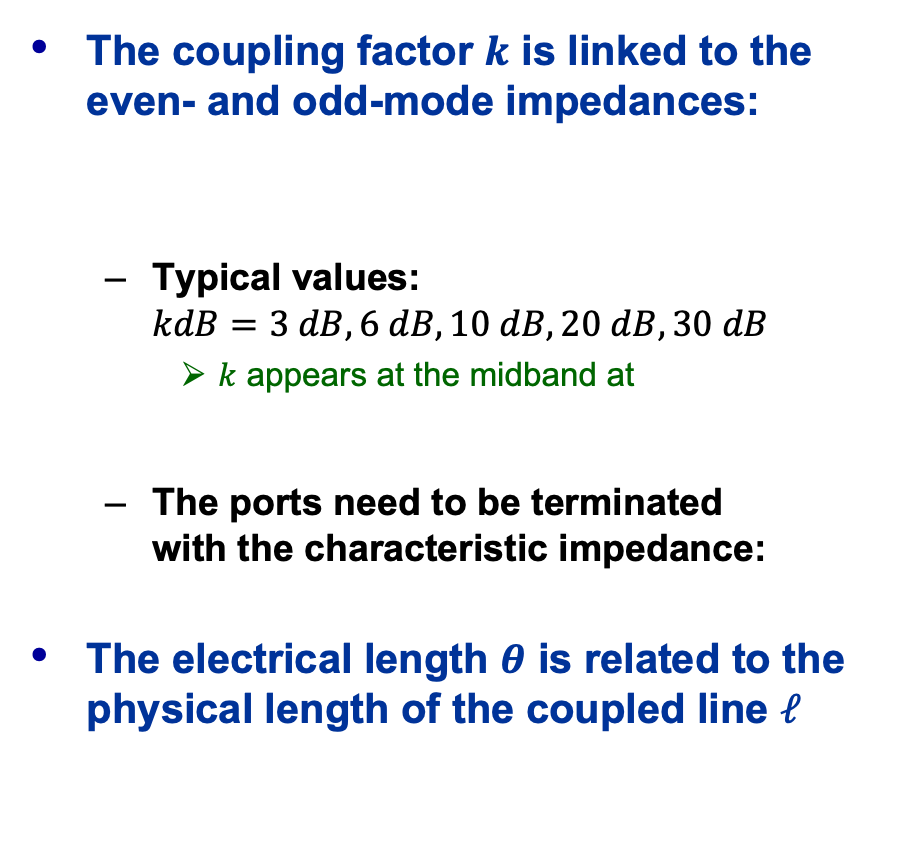 • The coupling factor k is linked to the
even- and odd-mode impedances:
– Typical values:
kdB = 3 dB, 6 dB, 10 dB, 20 dB, 30 dB
➢ k appears at the midband at
– The ports need to be terminated
with the characteristic impedance:
• The electrical length θ is related to the
physical length of the coupled line ℓ